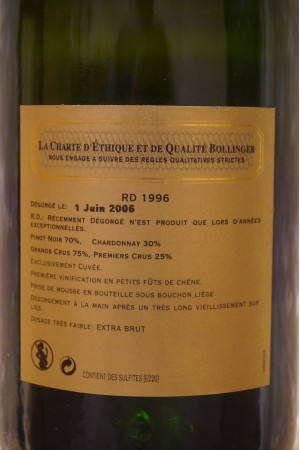 LA CHARTE D'ÉTHIQUE ET DE QUALITÉ BOLLINGER
NOUS ENGAGE À SUIVRE DES RÈGLES QUALITATIVES STRICTES
RD 1996
DÉGORGÉ LE: 1 Juin 2006
R.D.: RÉCEMMENT DÉGORGÉ N'EST PRODUIT QUE LORS D'ANNÉES
EXCEPTIONNELLES.
PINOT NOIR 70%, CHARDONNAY 30%
GRANDS CRUS 75%, PREMIERS CRUS 25%
EXCLUSIVEMENT CUVÉE.
PREMIÈRE VINIFICATION EN PETITS FÛTS DE CHÊNE.
PRISE DE MOUSSE EN BOUTEILLE SOUS BOUCHON LIÈGE.
DÉGORGEMENT À LA MAIN APRÈS UN TRÈS LONG VIEILLISSEMENT SUR
LIES.
DOSAGE TRÈS FAIBLE: EXTRA BRUT
CONTIENT DES SULFITES (E220)